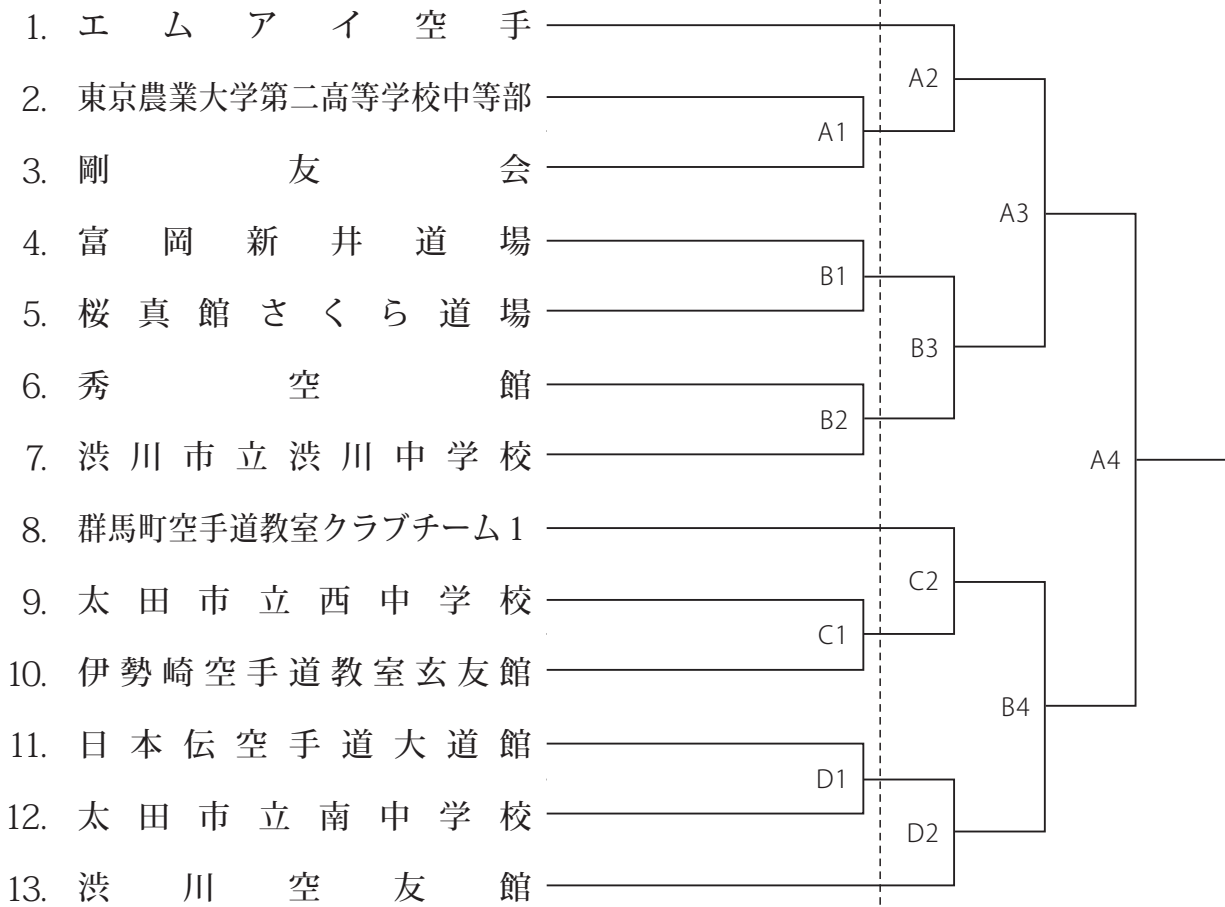 1. エムアイ空手
2. 東京農業大学第二高等学校中等部
3. 剛友会
4. 富岡新井道場
5. 桜真館さくら道場
6. 秀空館
7. 渋川市立渋川中学校
8. 群馬町空手道教室クラブチーム1
9. 太田市立西中学校
10. 伊勢崎空手道教室玄友館
11. 日本伝空手道大道館
12. 太田市立南中学校
13. 渋川空友館
A1
B1
B2
C1
D1
A2
B3
C2
D2
A3
B4
A4